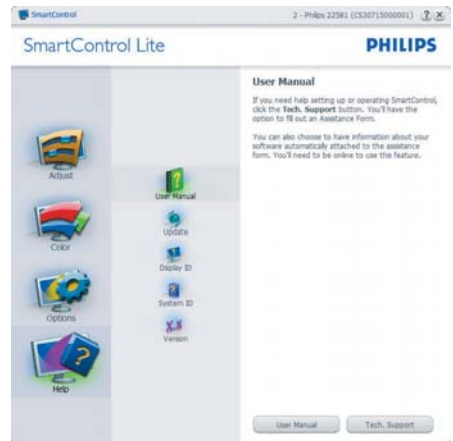 SmartControl
2 - Philips 225B1 (CS30715000001)
? X
SmartControl Lite
PHILIPS
User Manual
If you need help setting up or operating SmartControl,
click the Tech. Support button. You'll have the
option to fill out an Assistance Form.
You can also choose to have information about your
software automatically attached to the assistance
form. You'll need to be online to use this feature.
Adjust
Color
Options
Help
User Manual
Update
Display ID
System ID
X.x
Version
User Manual
Tech. Support